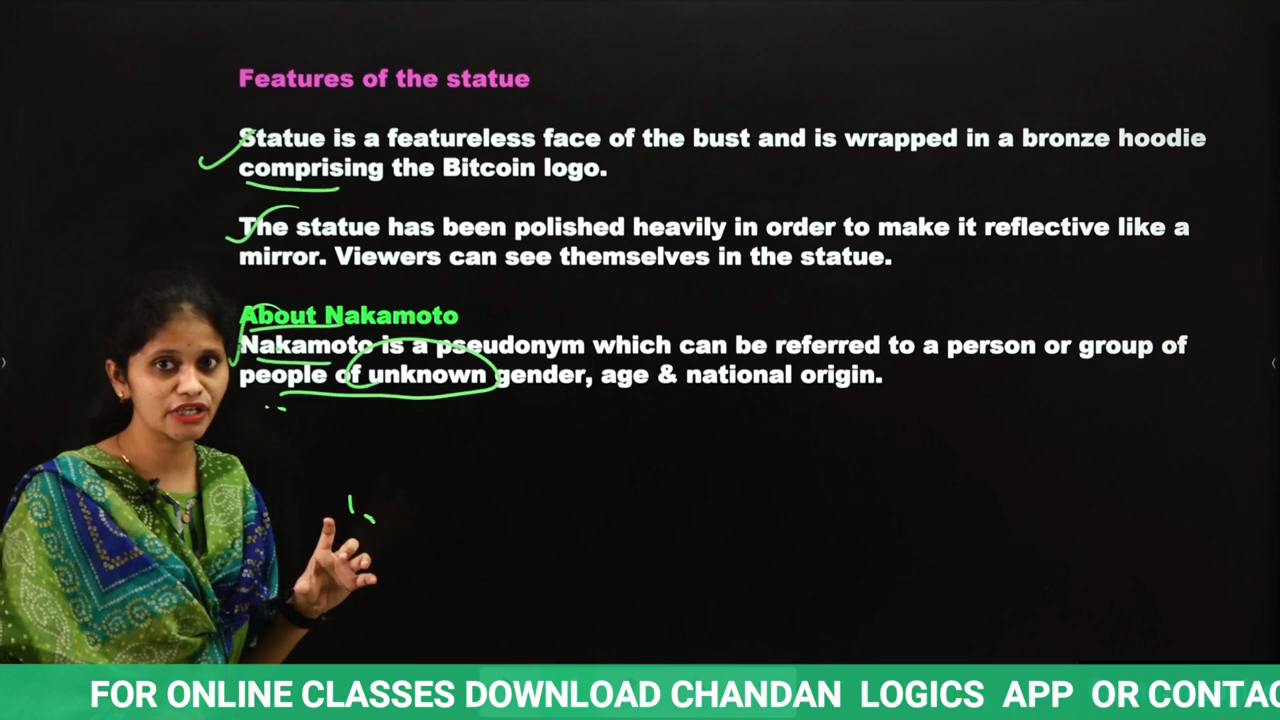 Features of the statue
Statue is a featureless face of the bust and is wrapped in a bronze hoodie
comprising the Bitcoin logo.
The statue has been polished heavily in order to make it reflective like a
mirror. Viewers can see themselves in the statue.
About Nakamoto
Nakamoto is a pseudonym which can be referred to a person or group of
people of unknown gender, age & national origin.
FOR ONLINE CLASSES DOWNLOAD CHANDAN LOGICS APP OR CONTAC